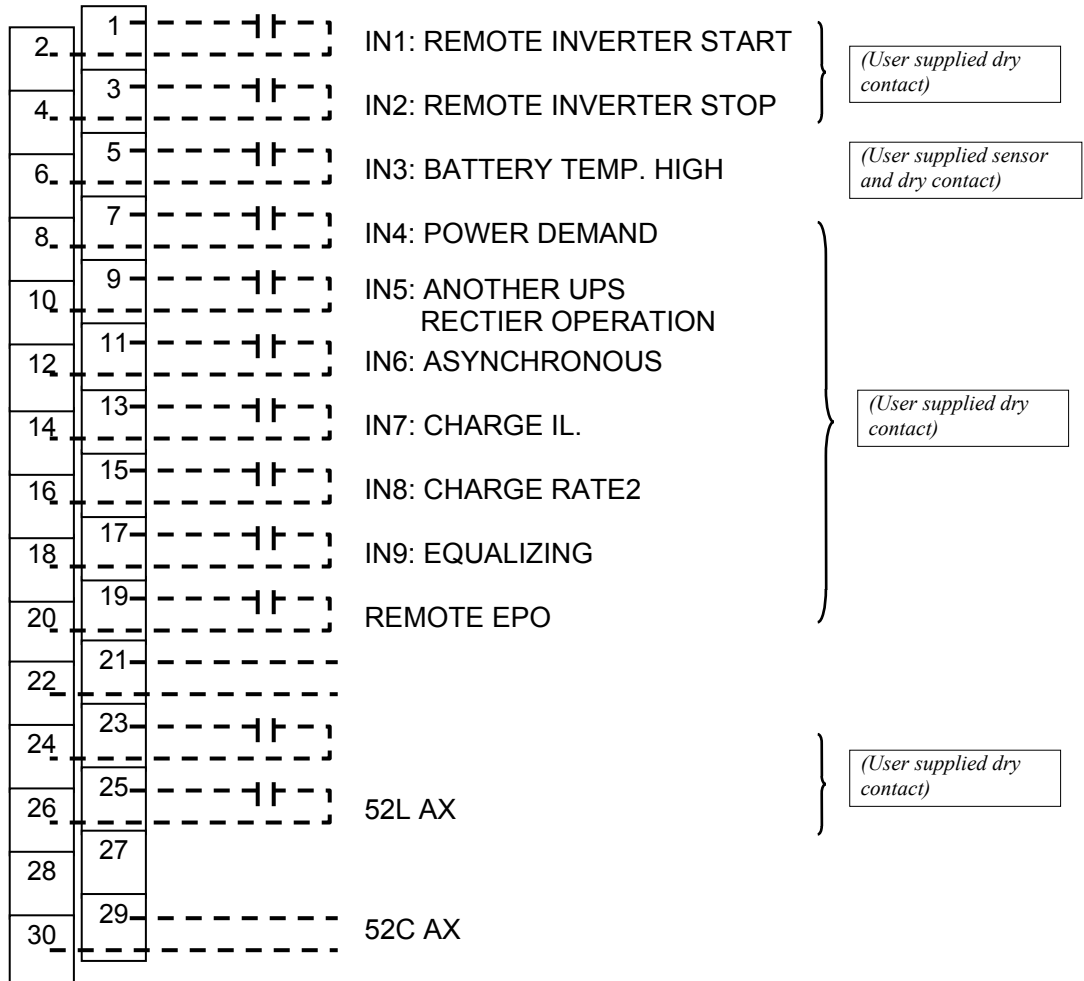 1
2
IN1: REMOTE INVERTER START
(User supplied dry
contact)
3
4
IN2: REMOTE INVERTER STOP
5
6
IN3: BATTERY TEMP. HIGH
(User supplied sensor
and dry contact)
7
8
IN4: POWER DEMAND
9
10
IN5: ANOTHER UPS
RECTIER OPERATION
11
12
IN6: ASYNCHRONOUS
13
14
IN7: CHARGE IL.
(User supplied dry
contact)
15
16
IN8: CHARGE RATE2
17
18
IN9: EQUALIZING
19
20
REMOTE EPO
21
22
23
24
(User supplied dry
contact)
25
26
52L AX
27
28
29
30
52C AX